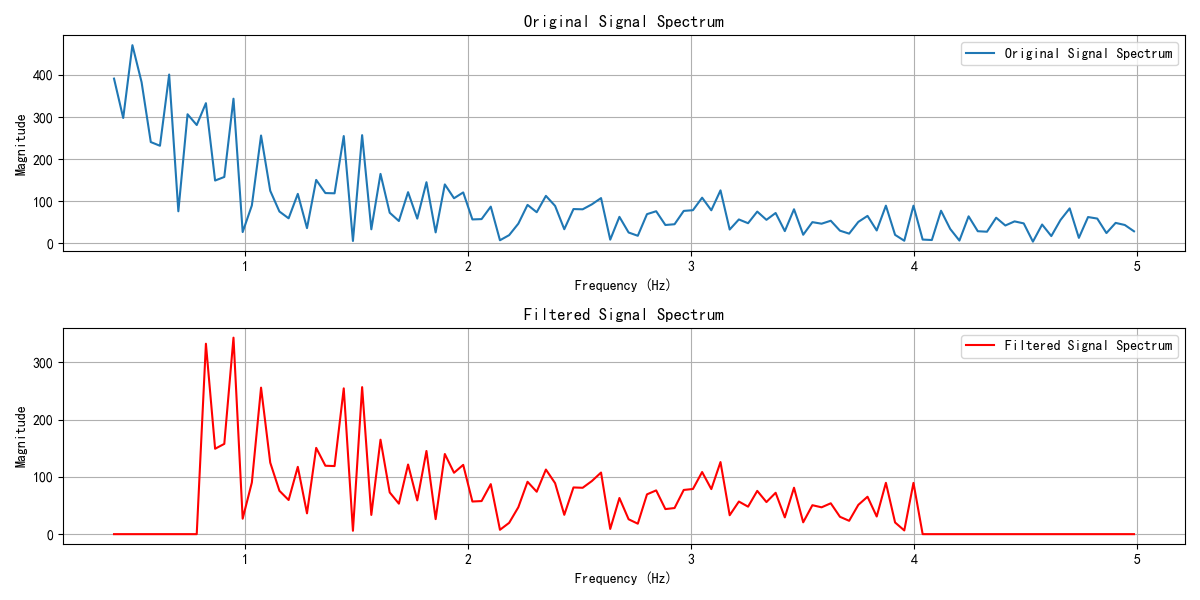 Original Signal Spectrum
Original Signal Spectrum
Magnitude
400
300
200
100
0
1 2 3 4 5
Frequency (Hz)
Filtered Signal Spectrum
Filtered Signal Spectrum
Magnitude
300
200
100
0
1 2 3 4 5
Frequency (Hz)